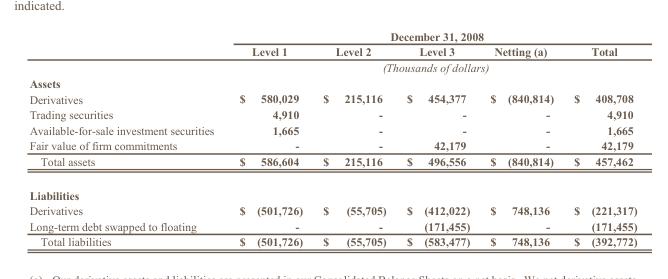 indicated.
December 31, 2008
Level 1 Level 2 Level 3 Netting (a) Total
(Thousands of dollars)
Assets
Derivatives $ 580,029 $ 215,116 $ 454,377 $ (840,814) $ 408,708
Trading securities 4,910 - - - 4,910
Available-for-sale investment securities 1,665 - - - 1,665
Fair value of firm commitments - - 42,179 - 42,179
Total assets $ 586,604 $ 215,116 $ 496,556 $ (840,814) $ 457,462
Liabilities
Derivatives $ (501,726) $ (55,705) $ (412,022) $ 748,136 $ (221,317)
Long-term debt swapped to floating - - (171,455) - (171,455)
Total liabilities $ (501,726) $ (55,705) $ (583,477) $ 748,136 $ (392,772)